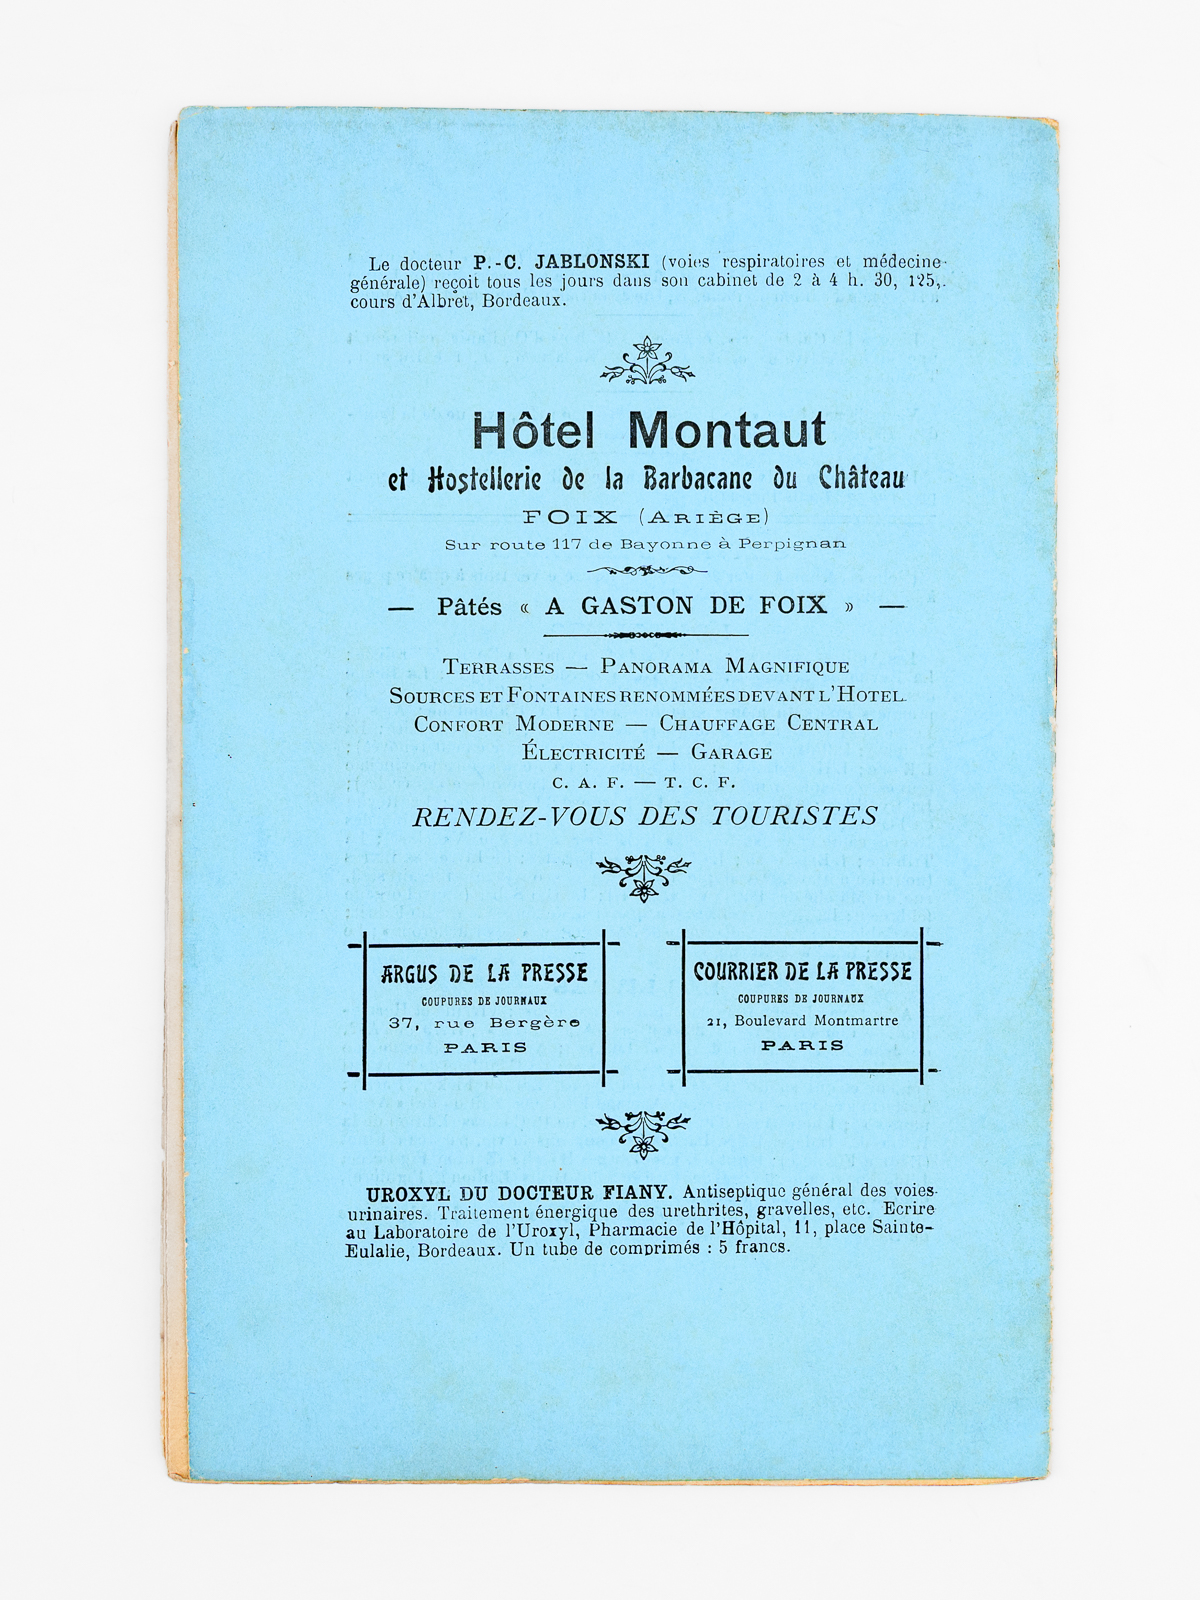 Le docteur P.-C. JABLONSKI (voies respiratoires et médecine
générale) reçoit tous les jours dans son cabinet de 2 à 4 h. 30, 125,
cours d'Albret, Bordeaux.
Hôtel Montaut
et Hostellerie de la Barbacane du Château
FOIX (ARIÈGE)
Sur route 117 de Bayonne à Perpignan
— Pâtés « A GASTON DE FOIX » —
TERRASSES — PANORAMA MAGNIFIQUE
SOURCES ET FONTAINES RENOMMÉES DEVANT L'HOTEL
CONFORT MODERNE — CHAUFFAGE CENTRAL
ÉLECTRICITÉ — GARAGE
C. A. F. — T. C. F.
RENDEZ-VOUS DES TOURISTES
ARGUS DE LA PRESSE
COUPURES DE JOURNAUX
37, rue Bergère
PARIS
COURRIER DE LA PRESSE
COUPURES DE JOURNAUX
21, Boulevard Montmartre
PARIS
UROXYL DU DOCTEUR FIANY. Antiseptique général des voies
urinaires. Traitement énergique des urethrites, gravelles, etc. Ecrire
au Laboratoire de l'Uroxyl, Pharmacie de l'Hôpital, 11, place Sainte-
Eulalie, Bordeaux. Un tube de comprimés : 5 francs.